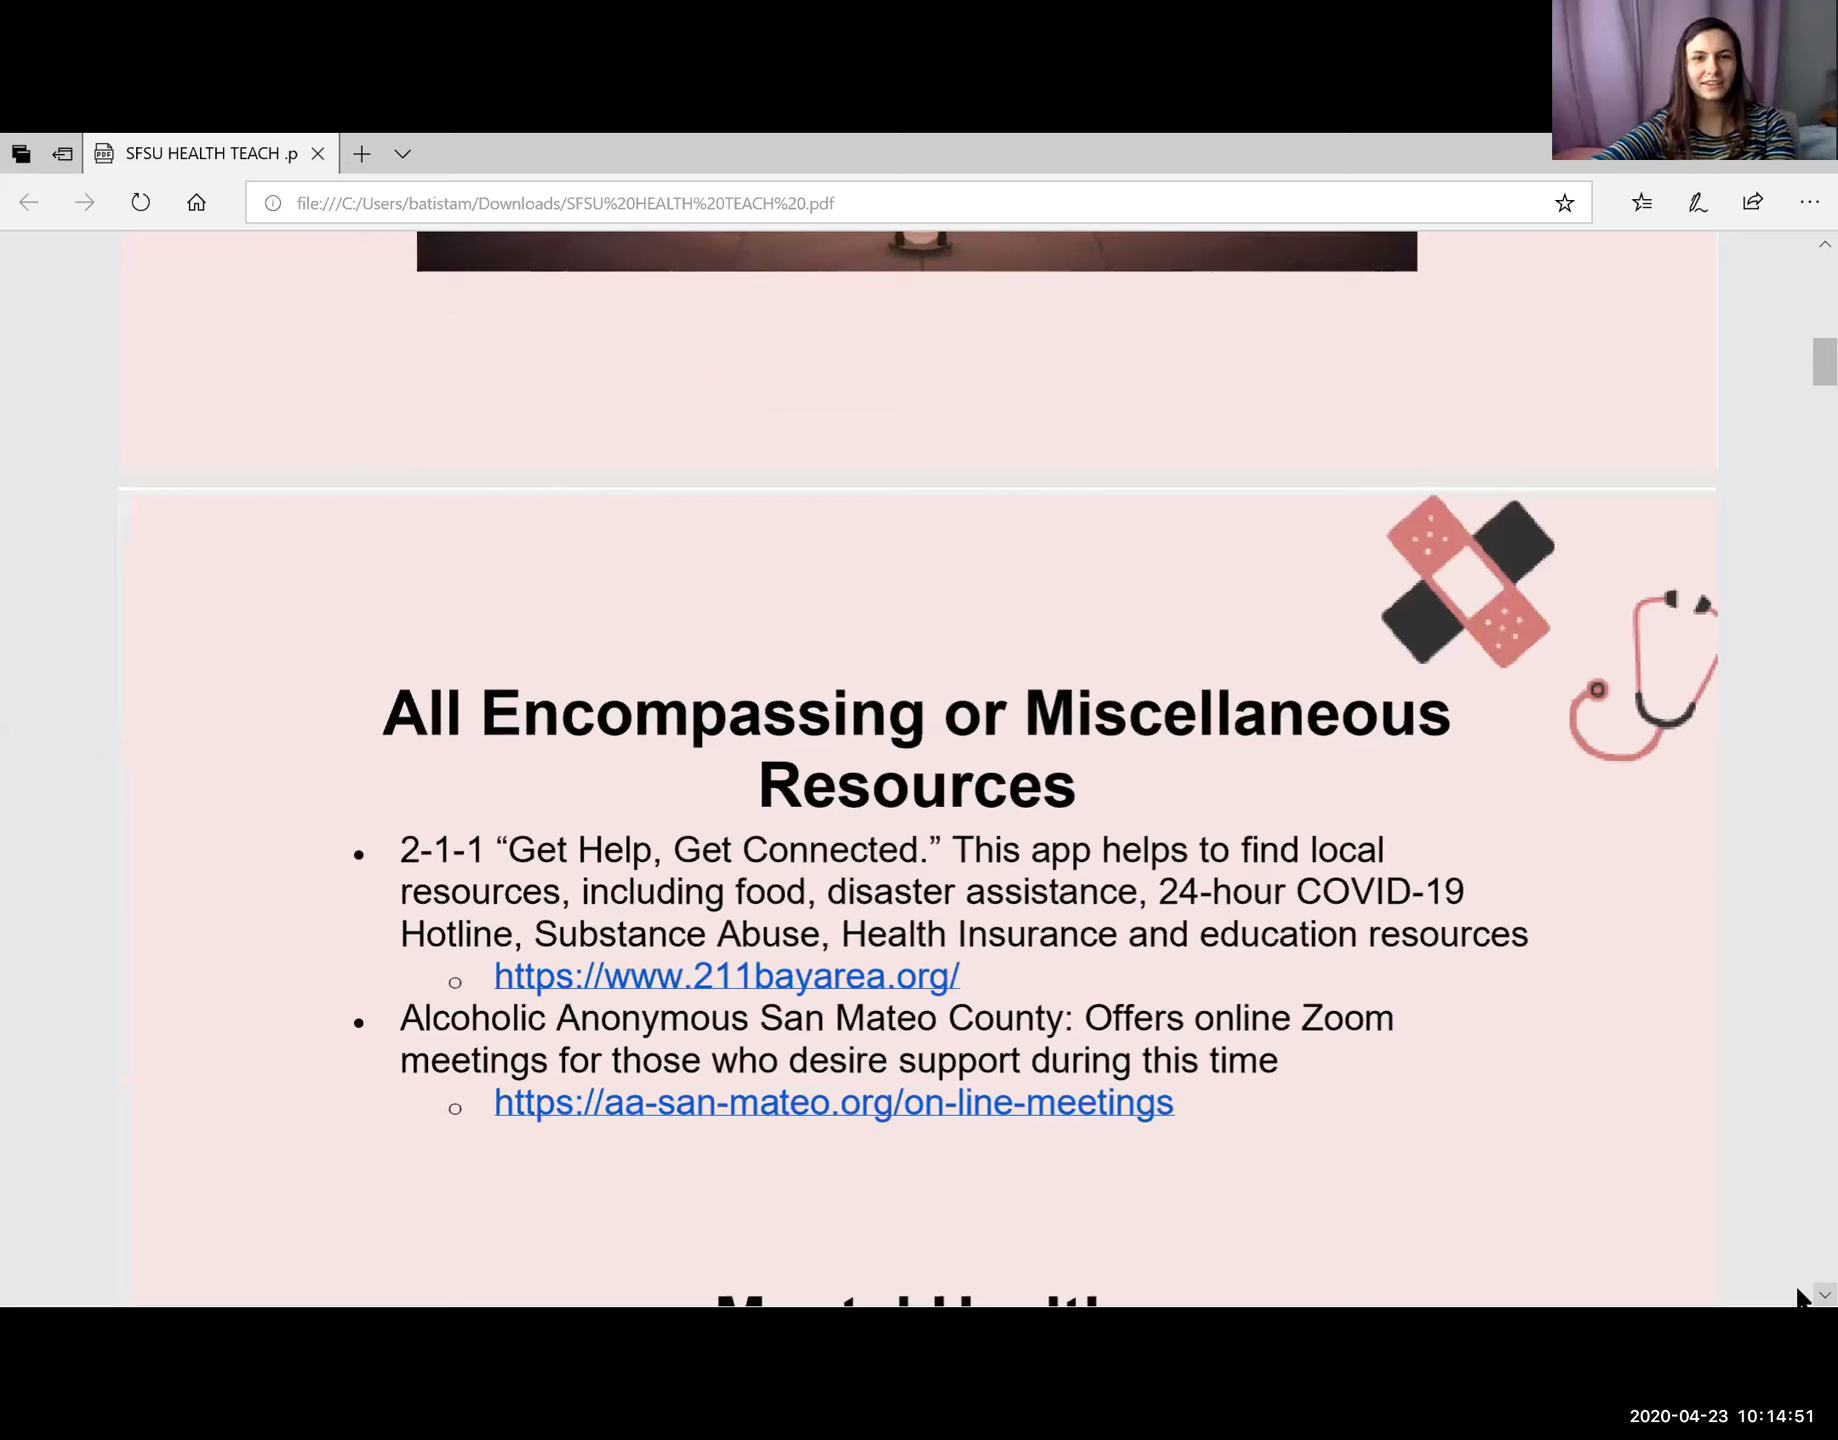 SFSU HEALTH TEACH .p
file:///C:/Users/batistam/Downloads/SFSU%20HEALTH%20TEACH%20.pdf
All Encompassing or Miscellaneous
Resources
• 2-1-1 “Get Help, Get Connected.” This app helps to find local
resources, including food, disaster assistance, 24-hour COVID-19
Hotline, Substance Abuse, Health Insurance and education resources
o https://www.211bayarea.org/
• Alcoholic Anonymous San Mateo County: Offers online Zoom
meetings for those who desire support during this time
o https://aa-san-mateo.org/on-line-meetings
2020-04-23 10:14:51